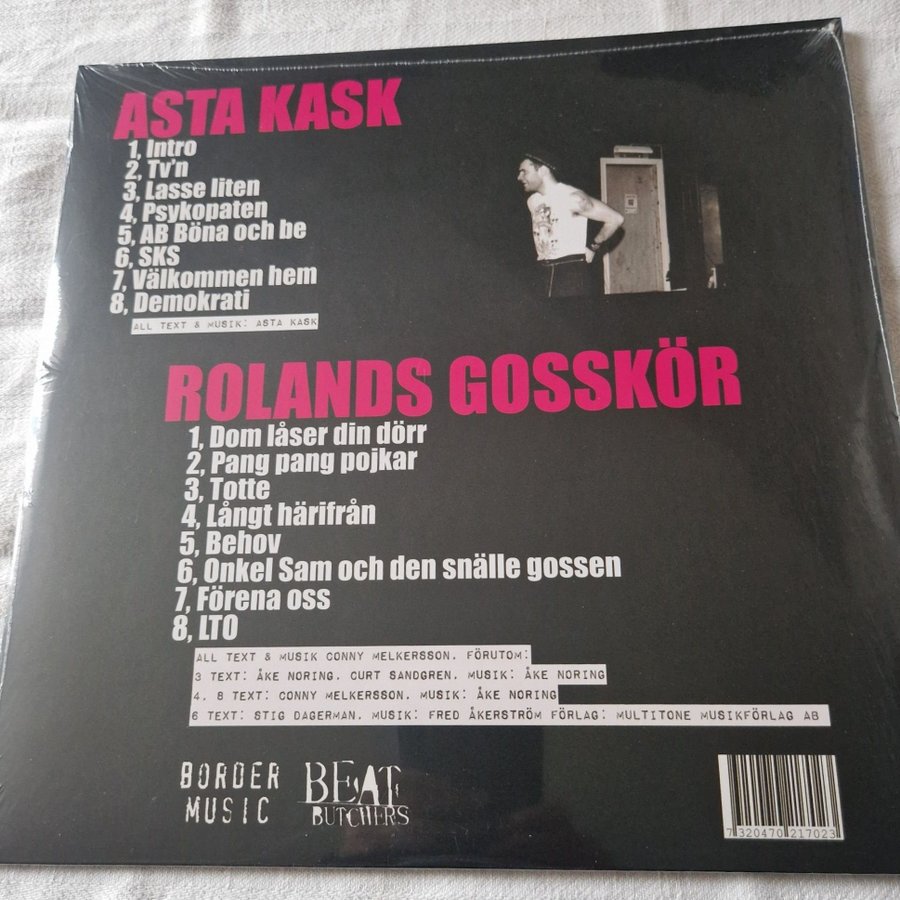 ASTA KASK
1, Intro
2, Tv'n
3, Lasse liten
4, Psykopaten
5, AB Böna och be
6, SKS
7, Välkommen hem
8, Demokrati
ALL TEXT & MUSIK: ASTA KASK
ROLANDS GOSSKÖR
1, Dom låser din dörr
2, Pang pang pojkar
3, Totte
4, Långt härifrån
5, Behov
6, Onkel Sam och den snälle gossen
7, Förena oss
8, LTO
ALL TEXT & MUSIK CONNY MELKERSSON. FÖRUTOM:
3 TEXT: ÅKE NORING. CURT SANDGREN. MUSIK: ÅKE NORING
4. 8 TEXT: CONNY MELKERSSON. MUSIK: ÅKE NORING
6 TEXT: STIG DAGERMAN. MUSIK: FRED ÅKERSTRÖM FÖRLAG: MULTITONE MUSIKFÖRLAG AB
BORDER
MUSIC
BEAT
BUTCHERS
7 320470 217023